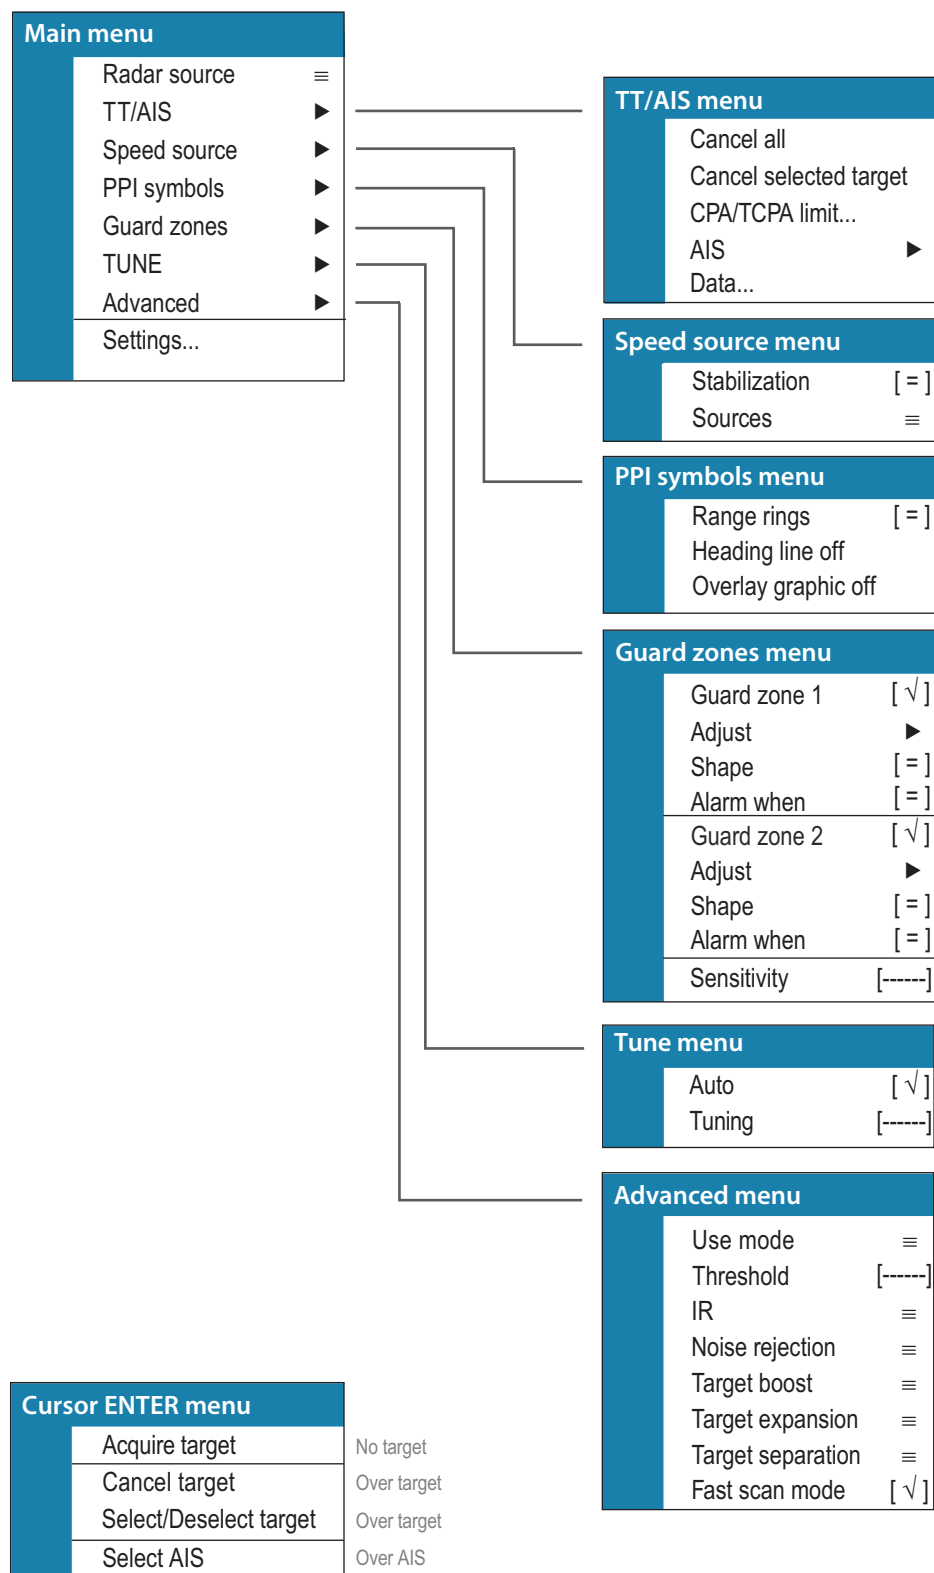 Main menu
Radar source ≡
TT/AIS ▶
Speed source ▶
PPI symbols ▶
Guard zones ▶
TUNE ▶
Advanced ▶
Settings...
TT/AIS menu
Cancel all
Cancel selected target
CPA/TCPA limit...
AIS ▶
Data...
Speed source menu
Stabilization [ = ]
Sources ≡
PPI symbols menu
Range rings [ = ]
Heading line off
Overlay graphic off
Guard zones menu
Guard zone 1 [ √ ]
Adjust ▶
Shape [ = ]
Alarm when [ = ]
Guard zone 2 [ √ ]
Adjust ▶
Shape [ = ]
Alarm when [ = ]
Sensitivity [------]
Tune menu
Auto [ √ ]
Tuning [------]
Advanced menu
Use mode ≡
Threshold [------]
IR ≡
Noise rejection ≡
Target boost ≡
Target expansion ≡
Target separation ≡
Fast scan mode [ √ ]
Cursor ENTER menu
Acquire target No target
Cancel target Over target
Select/Deselect target Over target
Select AIS Over AIS